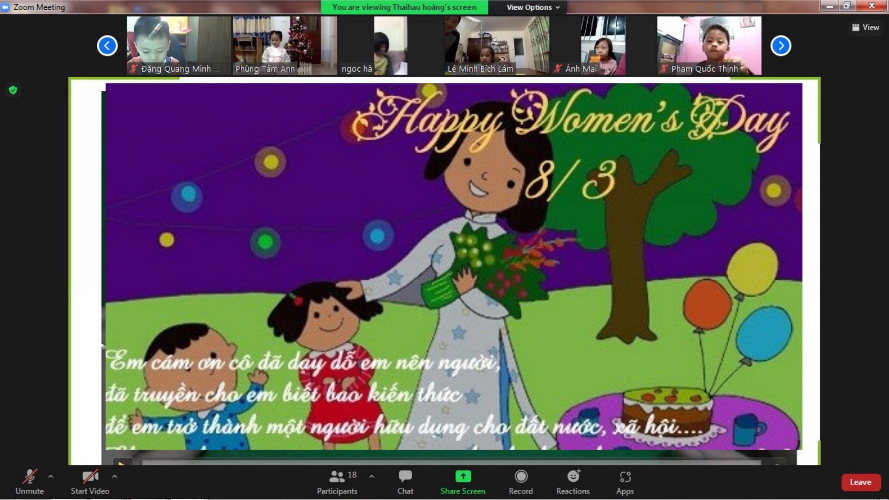 Zoom Meeting
You are viewing Thaihau hoàng's screen
View Options
View
Đặng Quang Minh
Phùng Tâm Anh
ngoc hà
Lê Minh Bích Lâm
Ánh Mai
Phạm Quốc Thịnh
Happy Women's Day
8/3
Em cám ơn cô đã dạy dỗ em nên người,
đã truyền cho em biết bao kiến thức
để em trở thành một người hữu dụng cho đất nước, xã hội....
Unmute
Start Video
Participants
18
Chat
Share Screen
Record
Reactions
Apps
Leave